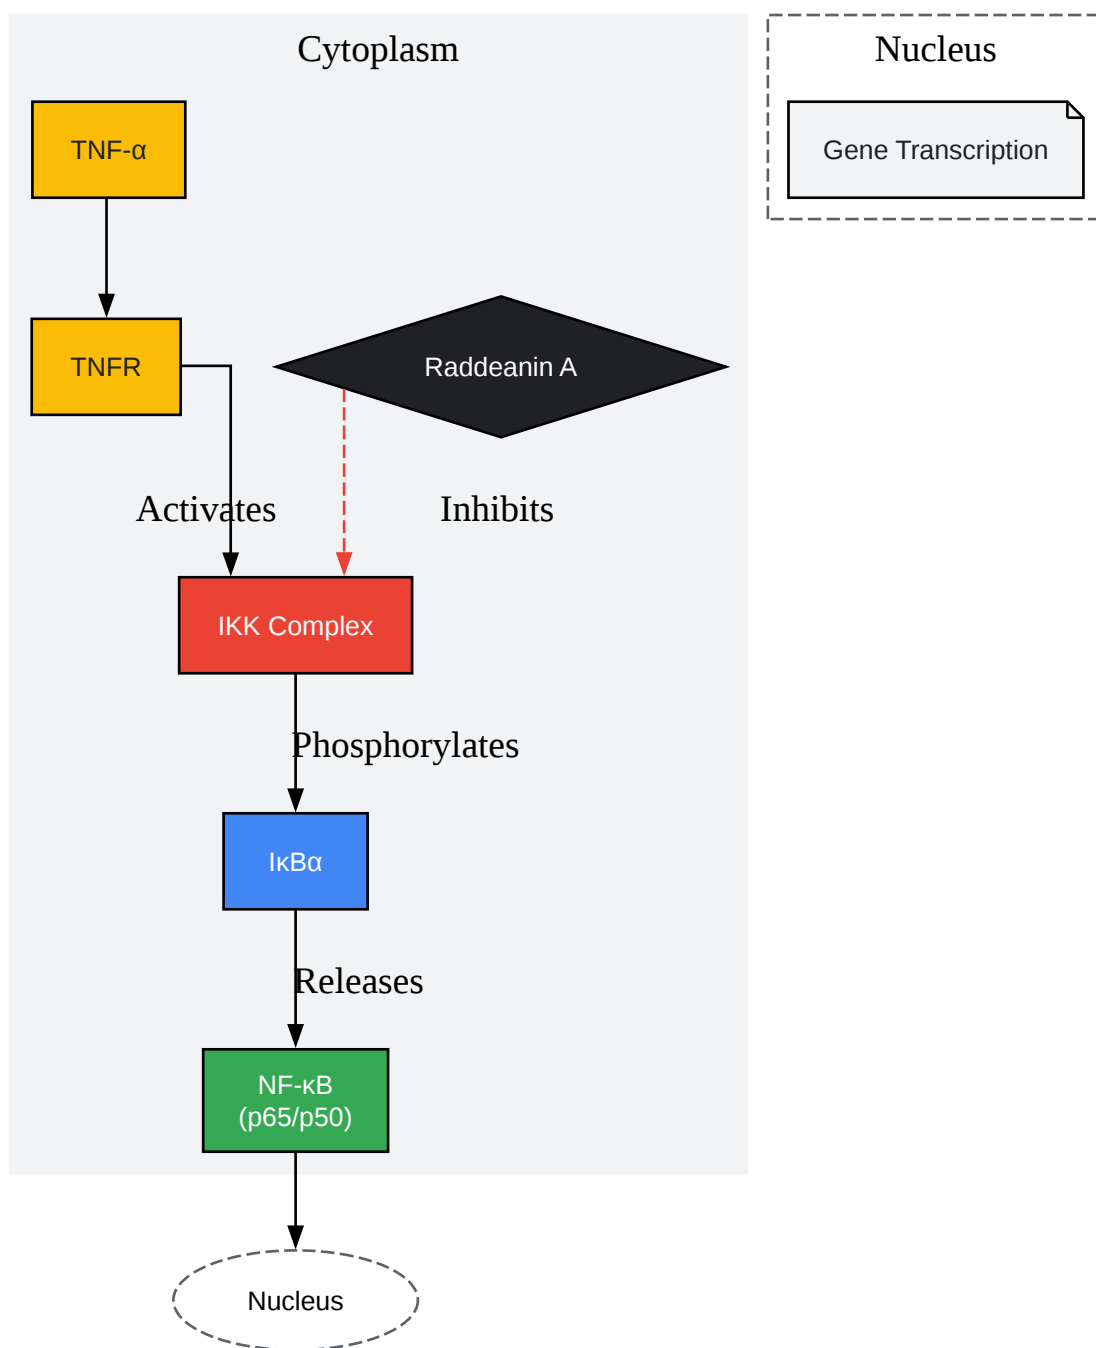 Cytoplasm
Nucleus
TNF-α
Gene Transcription
TNFR
Raddeanin A
Activates
Inhibits
IKK Complex
Phosphorylates
IκBα
Releases
NF-κB
(p65/p50)
Nucleus